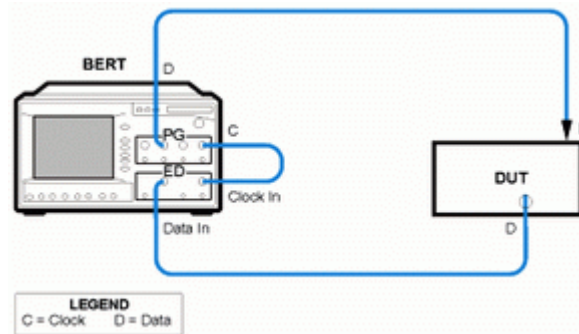 BERT
D
PG
C
ED
Clock In
Data In
DUT
D
LEGEND
C = Clock D = Data